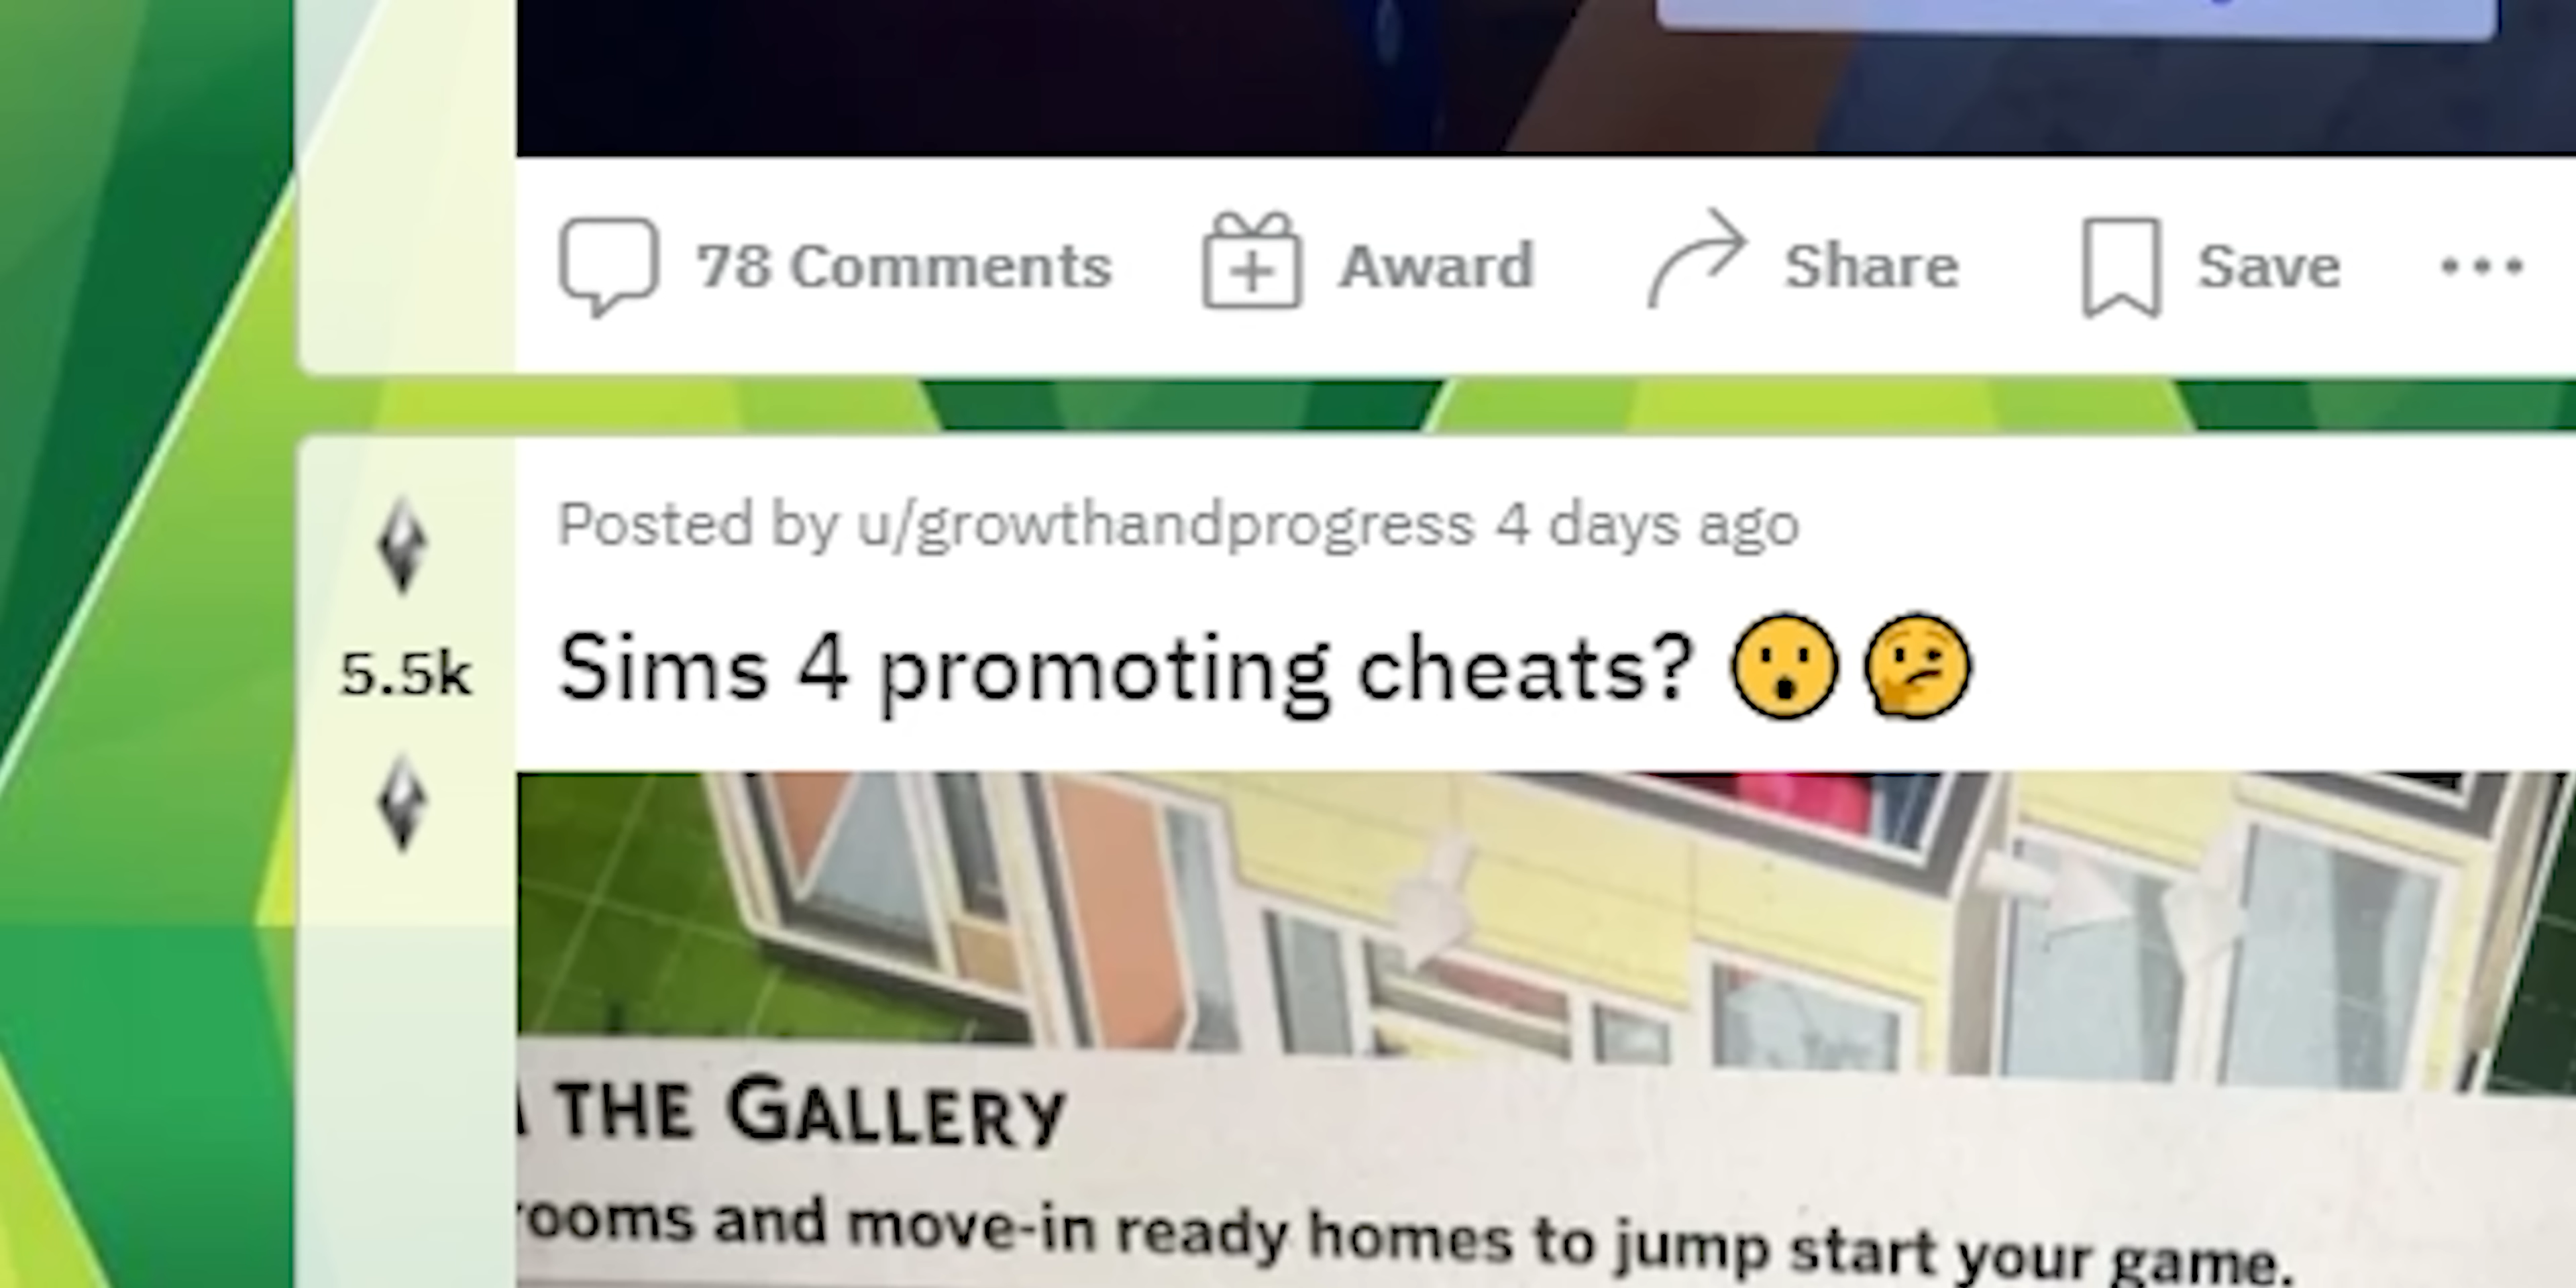 78 Comments Award Share Save
Posted by u/growthandprogress 4 days ago
5.5k
Sims 4 promoting cheats? 😮🤔
THE GALLERY
rooms and move-in ready homes to jump start your game.